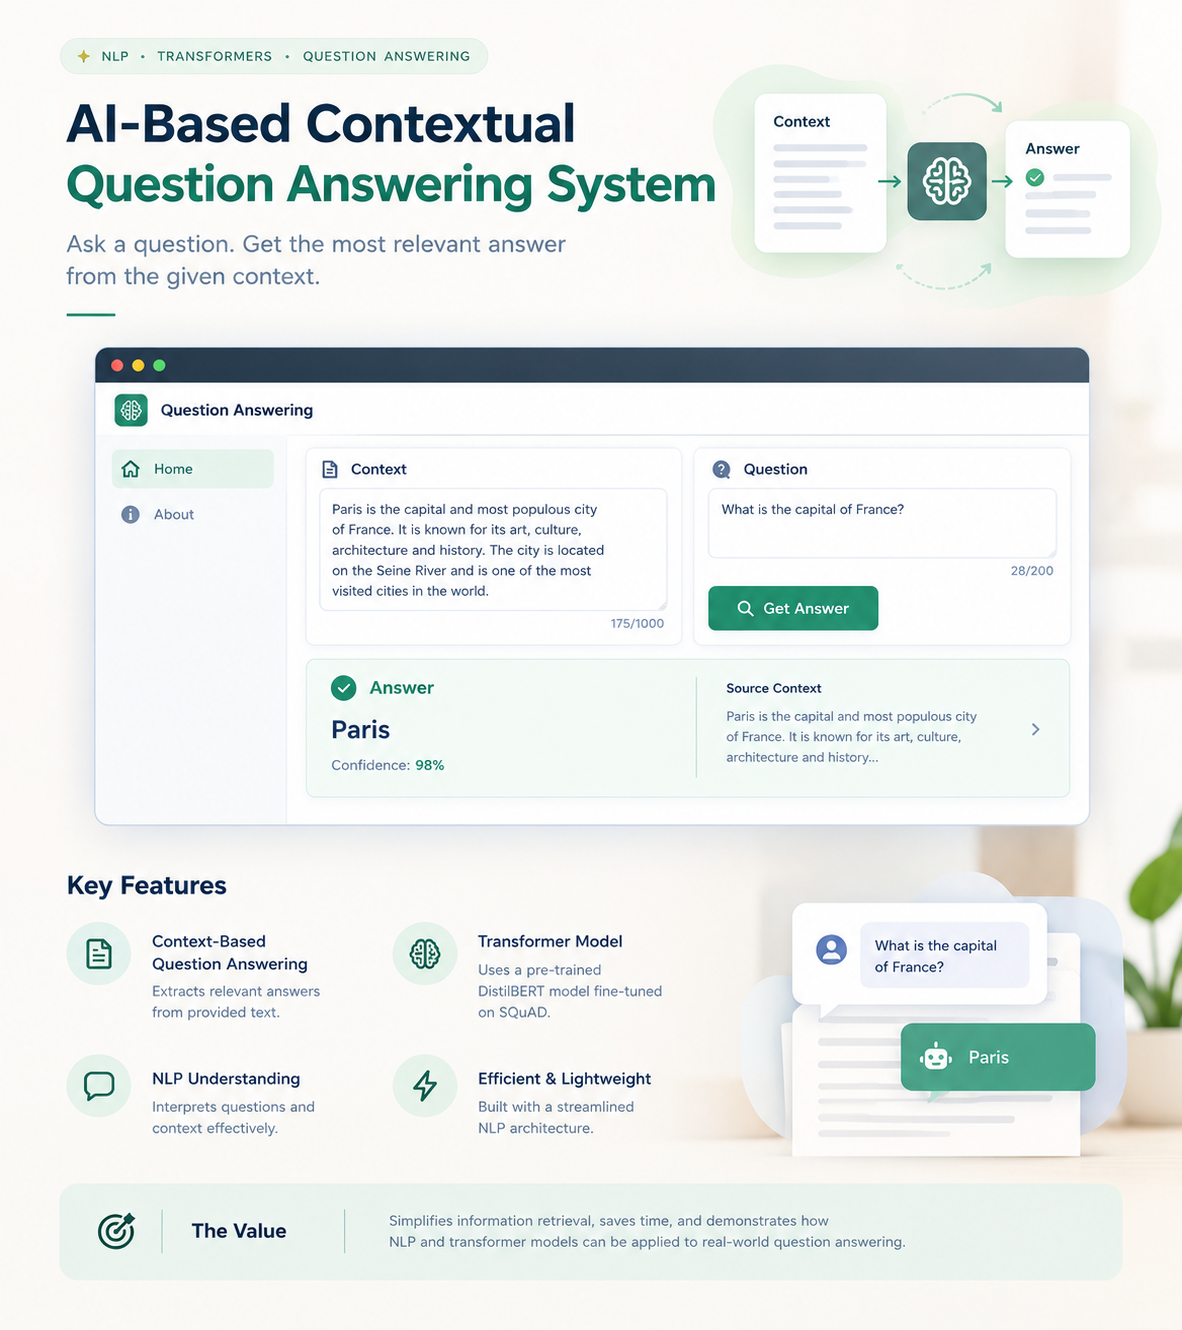 NLP • TRANSFORMERS • QUESTION ANSWERING
AI-Based Contextual
Question Answering System
Ask a question. Get the most relevant answer
from the given context.
Context
Answer
Question Answering
Home
About
Context
Paris is the capital and most populous city
of France. It is known for its art, culture,
architecture and history. The city is located
on the Seine River and is one of the most
visited cities in the world.
175/1000
Question
What is the capital of France?
28/200
Get Answer
Answer
Paris
Confidence: 98%
Source Context
Paris is the capital and most populous city
of France. It is known for its art, culture,
architecture and history...
Key Features
Context-Based
Question Answering
Extracts relevant answers
from provided text.
Transformer Model
Uses a pre-trained
DistilBERT model fine-tuned
on SQuAD.
NLP Understanding
Interprets questions and
context effectively.
Efficient & Lightweight
Built with a streamlined
NLP architecture.
What is the capital
of France?
Paris
The Value
Simplifies information retrieval, saves time, and demonstrates how
NLP and transformer models can be applied to real-world question answering.